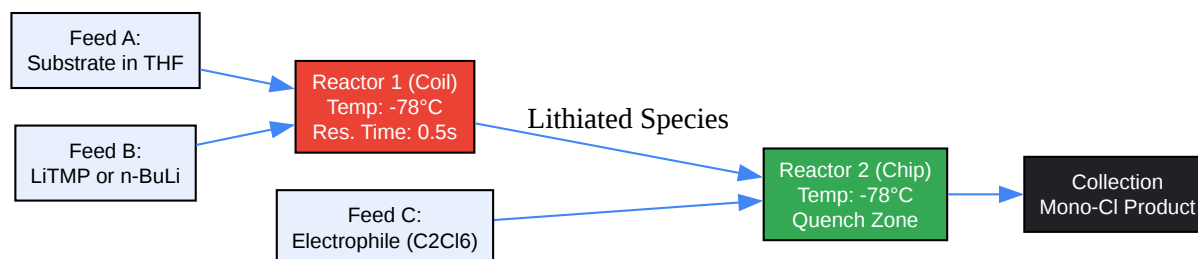 Feed A:
Substrate in THF
Feed B:
LiTMP or n-BuLi
Reactor 1 (Coil)
Temp: -78°C
Res. Time: 0.5s
Lithiated Species
Feed C:
Electrophile (C2Cl6)
Reactor 2 (Chip)
Temp: -78°C
Quench Zone
Collection
Mono-Cl Product